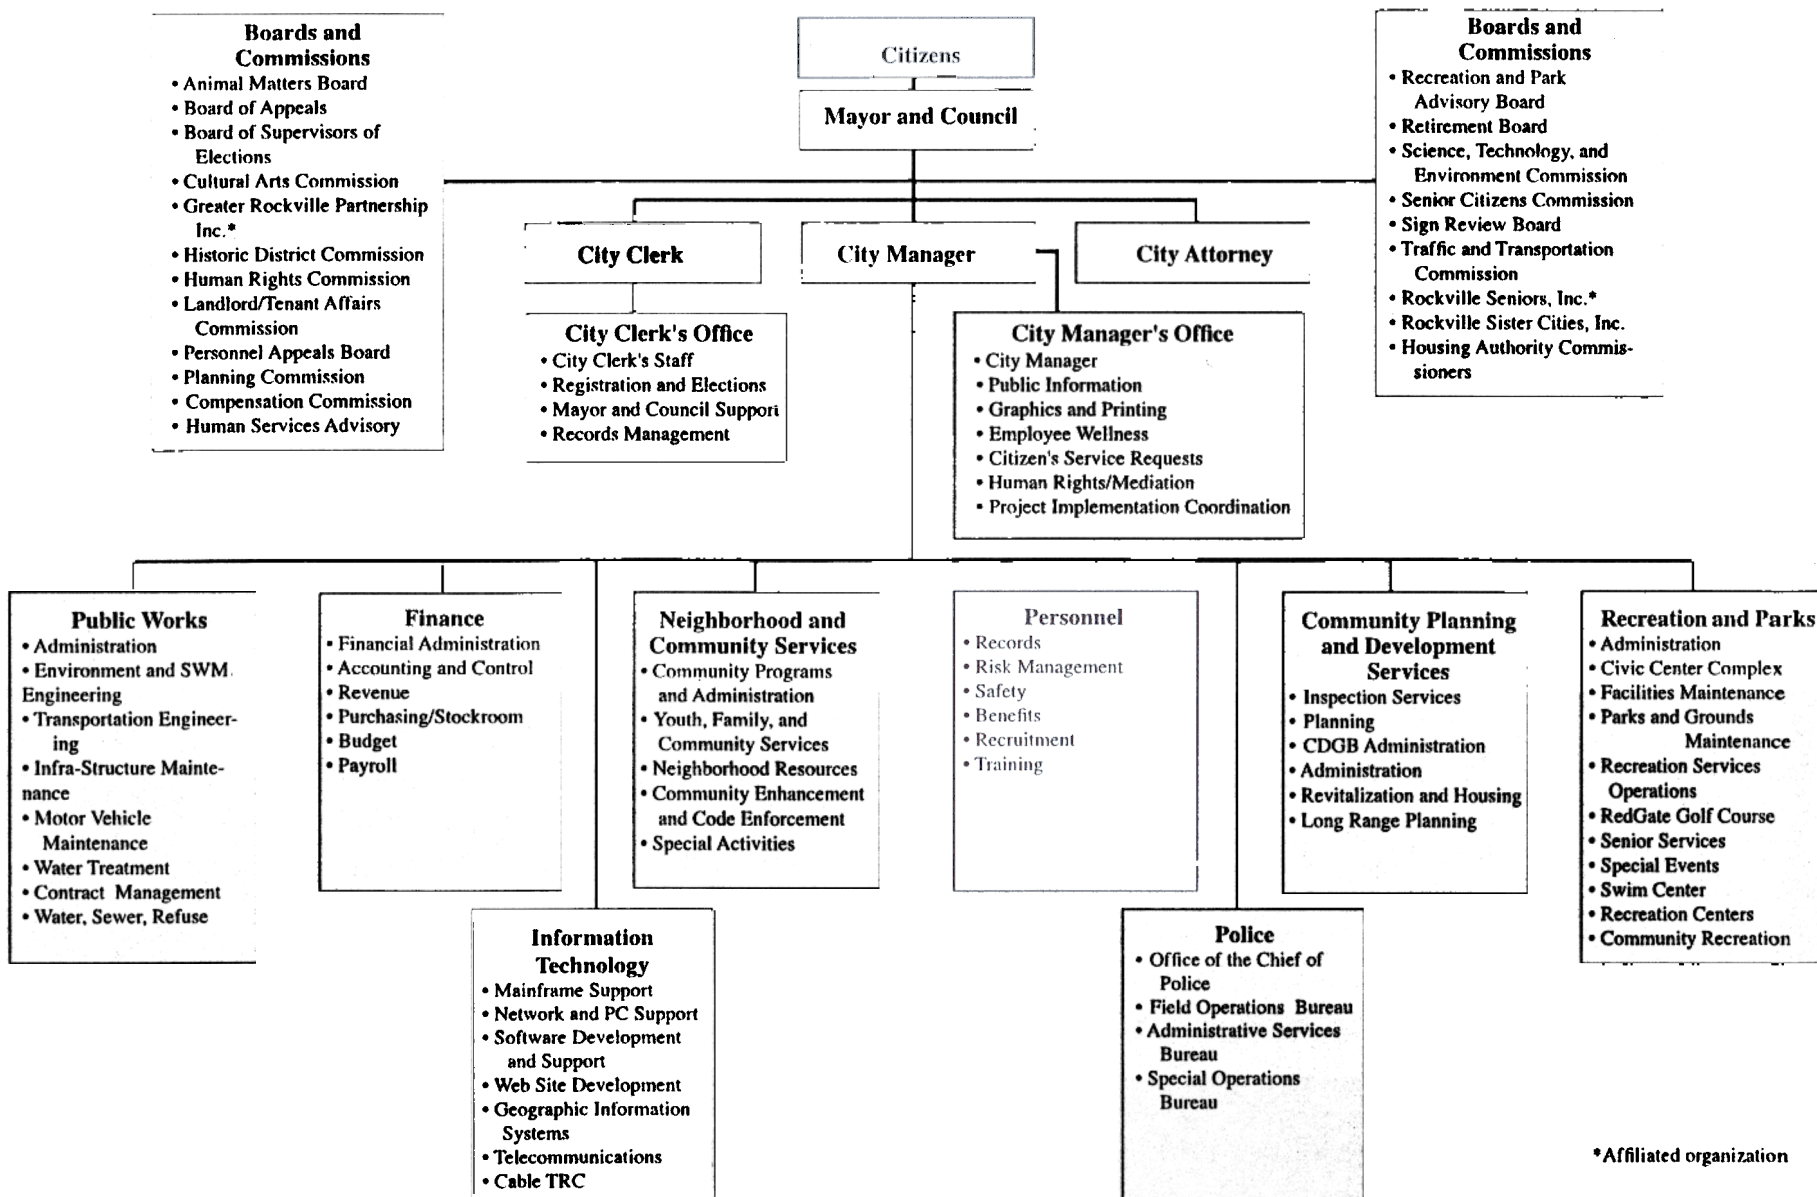 Boards and
Commissions
• Animal Matters Board
• Board of Appeals
• Board of Supervisors of
Elections
• Cultural Arts Commission
• Greater Rockville Partnership
Inc.*
• Historic District Commission
• Human Rights Commission
• Landlord/Tenant Affairs
Commission
• Personnel Appeals Board
• Planning Commission
• Compensation Commission
• Human Services Advisory
Citizens
Mayor and Council
Boards and
Commissions
• Recreation and Park
Advisory Board
• Retirement Board
• Science, Technology, and
Environment Commission
• Senior Citizens Commission
• Sign Review Board
• Traffic and Transportation
Commission
• Rockville Seniors, Inc.*
• Rockville Sister Cities, Inc.
• Housing Authority Commis-
sioners
City Clerk
City Manager
City Attorney
City Clerk's Office
• City Clerk's Staff
• Registration and Elections
• Mayor and Council Support
• Records Management
City Manager's Office
• City Manager
• Public Information
• Graphics and Printing
• Employee Wellness
• Citizen's Service Requests
• Human Rights/Mediation
• Project Implementation Coordination
Public Works
• Administration
• Environment and SWM
Engineering
• Transportation Engineer-
ing
• Infra-Structure Mainte-
nance
• Motor Vehicle
Maintenance
• Water Treatment
• Contract Management
• Water, Sewer, Refuse
Finance
• Financial Administration
• Accounting and Control
• Revenue
• Purchasing/Stockroom
• Budget
• Payroll
Information
Technology
• Mainframe Support
• Network and PC Support
• Software Development
and Support
• Web Site Development
• Geographic Information
Systems
• Telecommunications
• Cable TRC
Neighborhood and
Community Services
• Community Programs
and Administration
• Youth, Family, and
Community Services
• Neighborhood Resources
• Community Enhancement
and Code Enforcement
• Special Activities
Personnel
• Records
• Risk Management
• Safety
• Benefits
• Recruitment
• Training
Police
• Office of the Chief of
Police
• Field Operations Bureau
• Administrative Services
Bureau
• Special Operations
Bureau
Community Planning
and Development
Services
• Inspection Services
• Planning
• CDGB Administration
• Administration
• Revitalization and Housing
• Long Range Planning
Recreation and Parks
• Administration
• Civic Center Complex
• Facilities Maintenance
• Parks and Grounds
Maintenance
• Recreation Services
Operations
• RedGate Golf Course
• Senior Services
• Special Events
• Swim Center
• Recreation Centers
• Community Recreation
*Affiliated organization